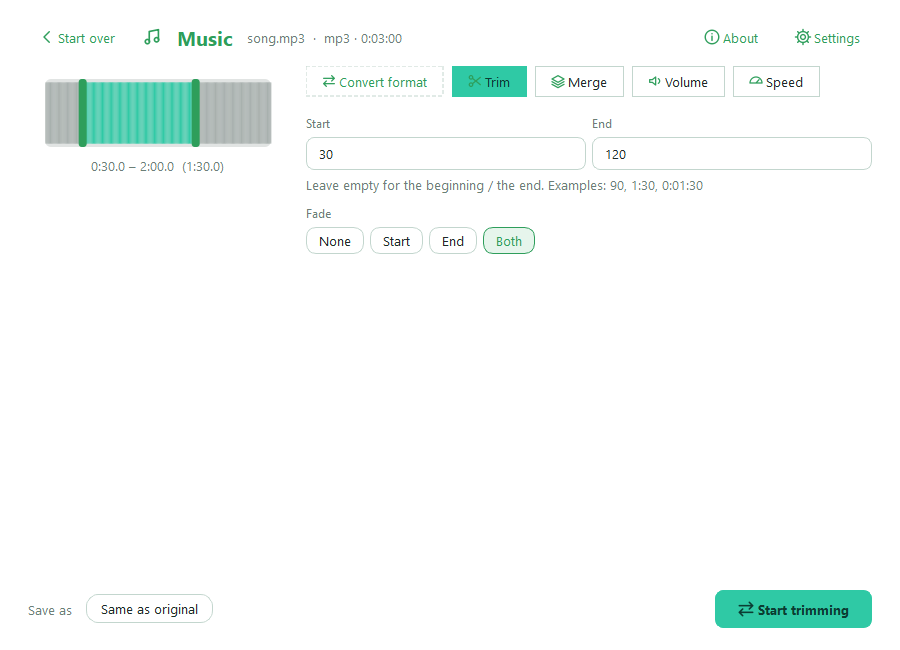 Start over
Music
song.mp3 · mp3 · 0:03:00
About
Settings
Convert format
Trim
Merge
Volume
Speed
0:30.0 – 2:00.0 (1:30.0)
Start
End
30
120
Leave empty for the beginning / the end. Examples: 90, 1:30, 0:01:30
Fade
None
Start
End
Both
Save as
Same as original
Start trimming